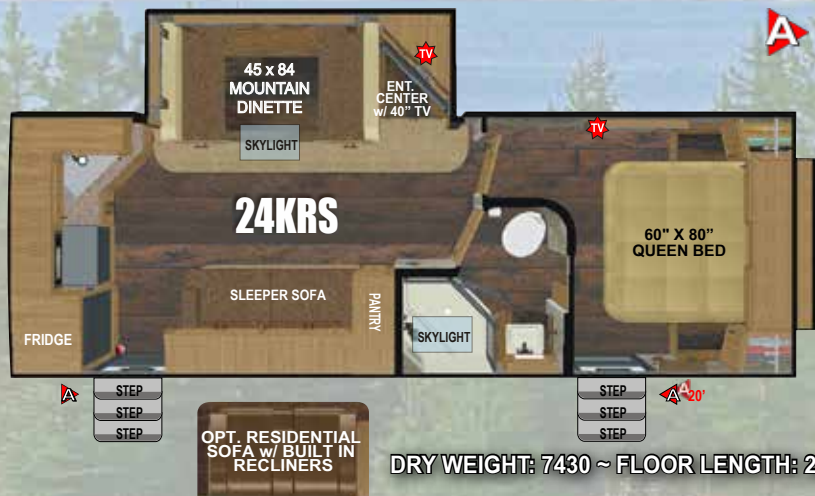 A
TV
45 x 84
MOUNTAIN
DINETTE
ENT.
CENTER
w/ 40" TV
SKYLIGHT
TV
24KRS
60" X 80"
QUEEN BED
SLEEPER SOFA
PANTRY
SKYLIGHT
FRIDGE
A
STEP
STEP
STEP
STEP
STEP
STEP
A
A
20'
OPT. RESIDENTIAL
SOFA w/ BUILT IN
RECLINERS
DRY WEIGHT: 7430 ~ FLOOR LENGTH: 2